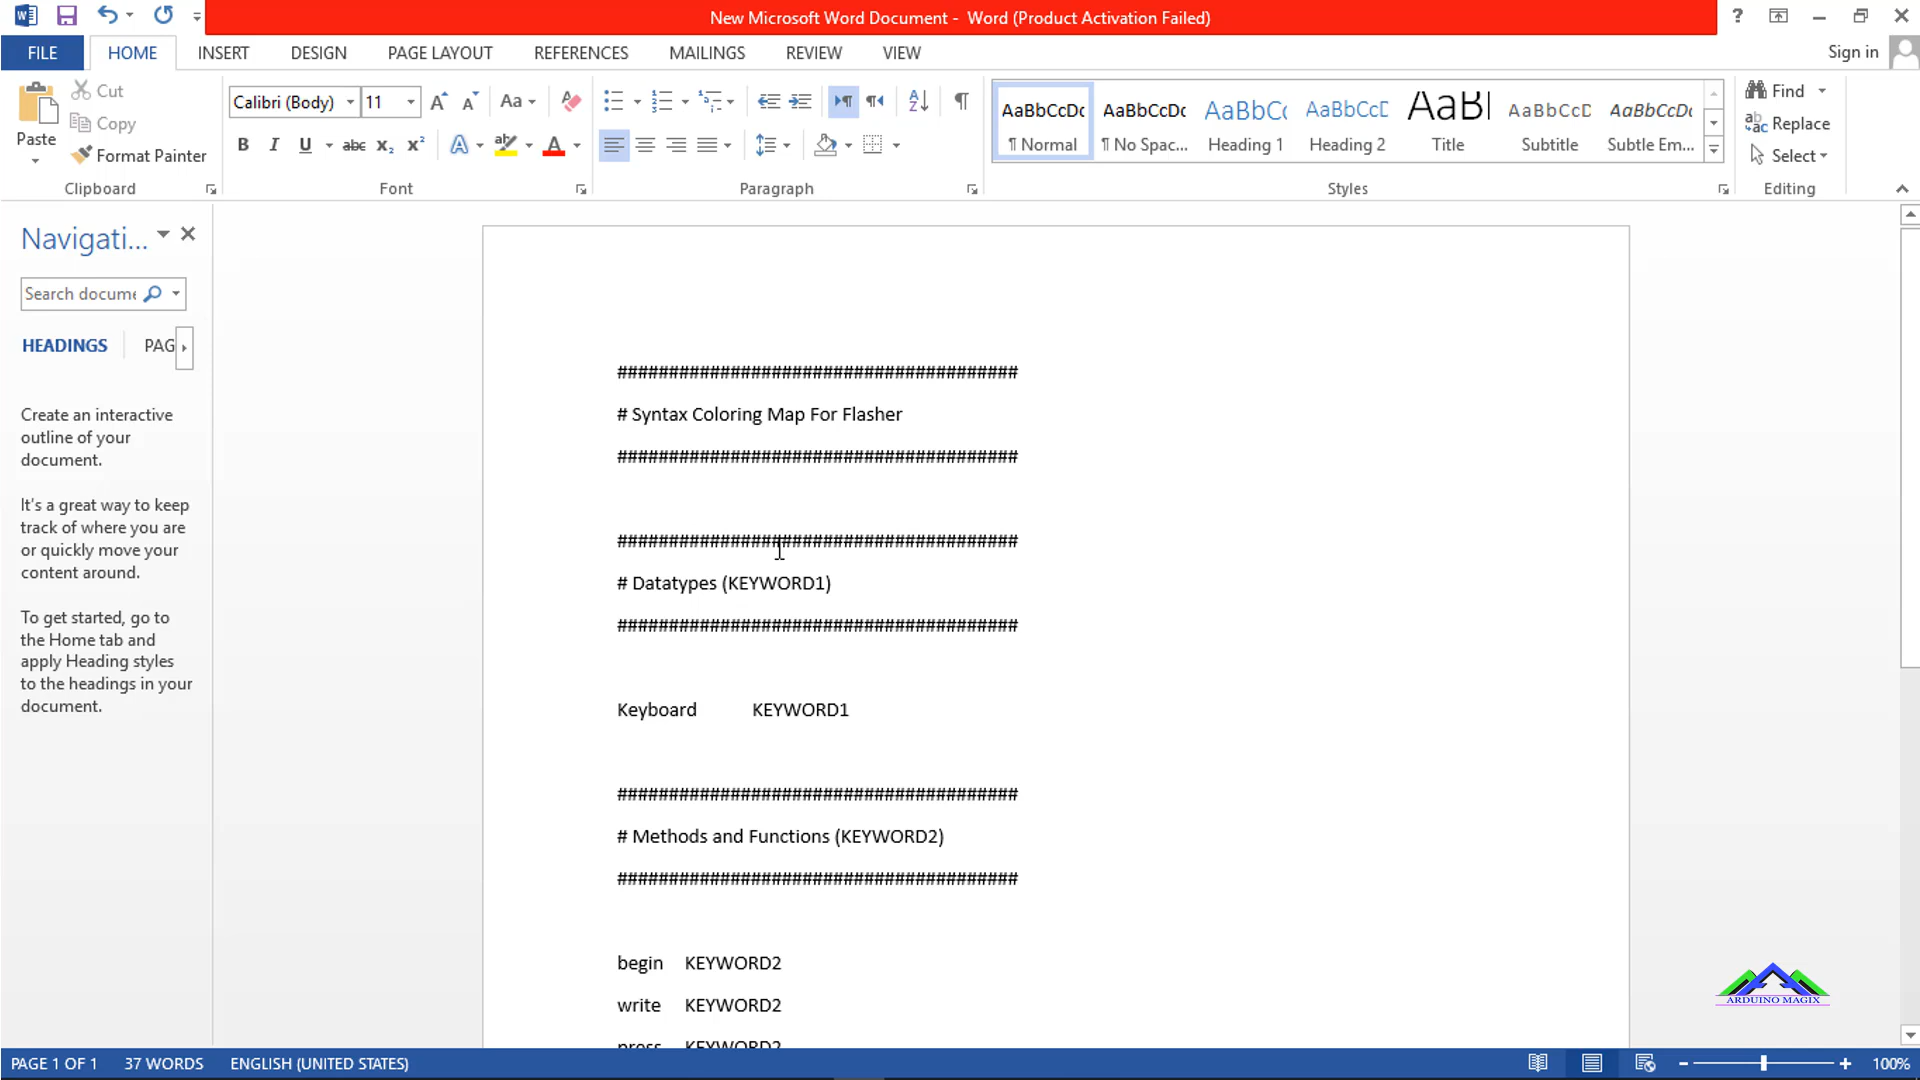 New Microsoft Word Document - Word (Product Activation Failed)
?
FILE HOME INSERT DESIGN PAGE LAYOUT REFERENCES MAILINGS REVIEW VIEW Sign in
Paste
Cut
Copy
Format Painter
Clipboard
Calibri (Body) 11
B I U abc x₂ x²
Font
Paragraph
AaBbCcDc AaBbCcDc AaBbCc AaBbCcD AaBl AaBbCcD AaBbCcDc
¶ Normal ¶ No Spac... Heading 1 Heading 2 Title Subtitle Subtle Em...
Styles
Find
Replace
Select
Editing
Navigati...
Search docume
HEADINGS PAG
Create an interactive
outline of your
document.
It's a great way to keep
track of where you are
or quickly move your
content around.
To get started, go to
the Home tab and
apply Heading styles
to the headings in your
document.
#######################################
# Syntax Coloring Map For Flasher
#######################################
#######################################
# Datatypes (KEYWORD1)
#######################################
Keyboard KEYWORD1
#######################################
# Methods and Functions (KEYWORD2)
#######################################
begin KEYWORD2
write KEYWORD2
press KEYWORD2
ARDUINO MAGIX
PAGE 1 OF 1 37 WORDS ENGLISH (UNITED STATES) 100%